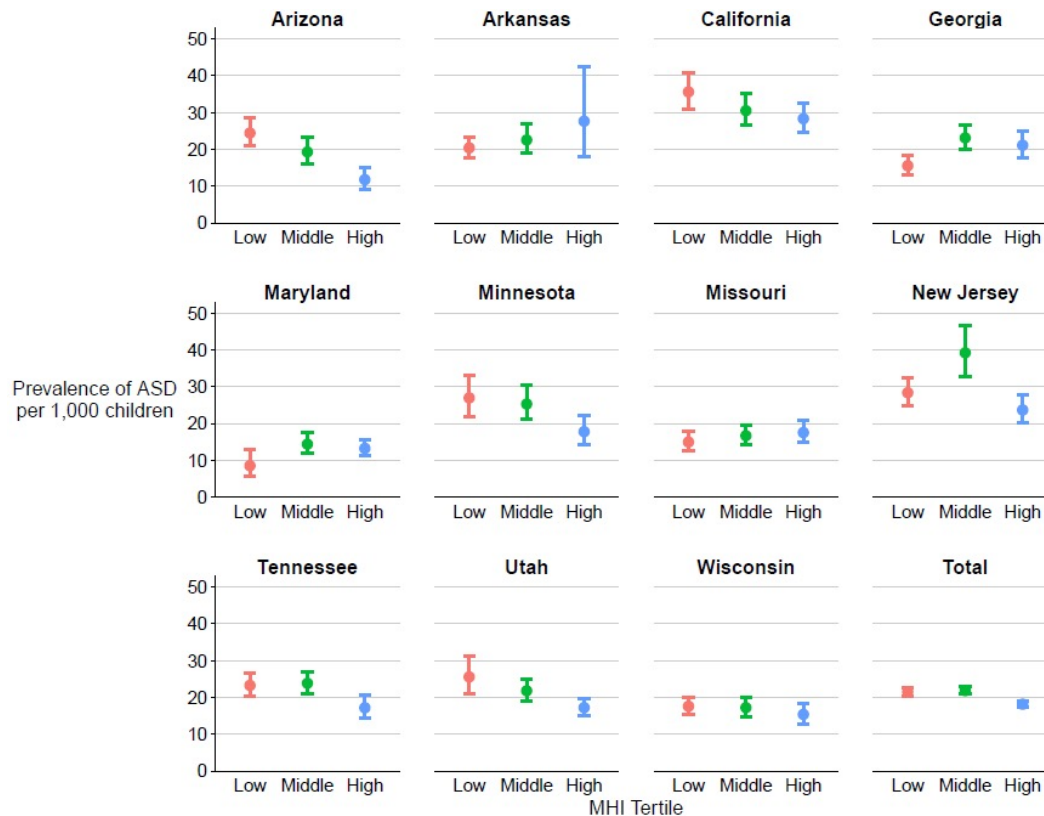 Arizona Arkansas California Georgia
50
40
30
20
10
0
Low Middle High Low Middle High Low Middle High Low Middle High
Maryland Minnesota Missouri New Jersey
50
40
30
20
10
0
Prevalence of ASD
per 1,000 children
Low Middle High Low Middle High Low Middle High Low Middle High
Tennessee Utah Wisconsin Total
50
40
30
20
10
0
Low Middle High Low Middle High Low Middle High Low Middle High
MHI Tertile